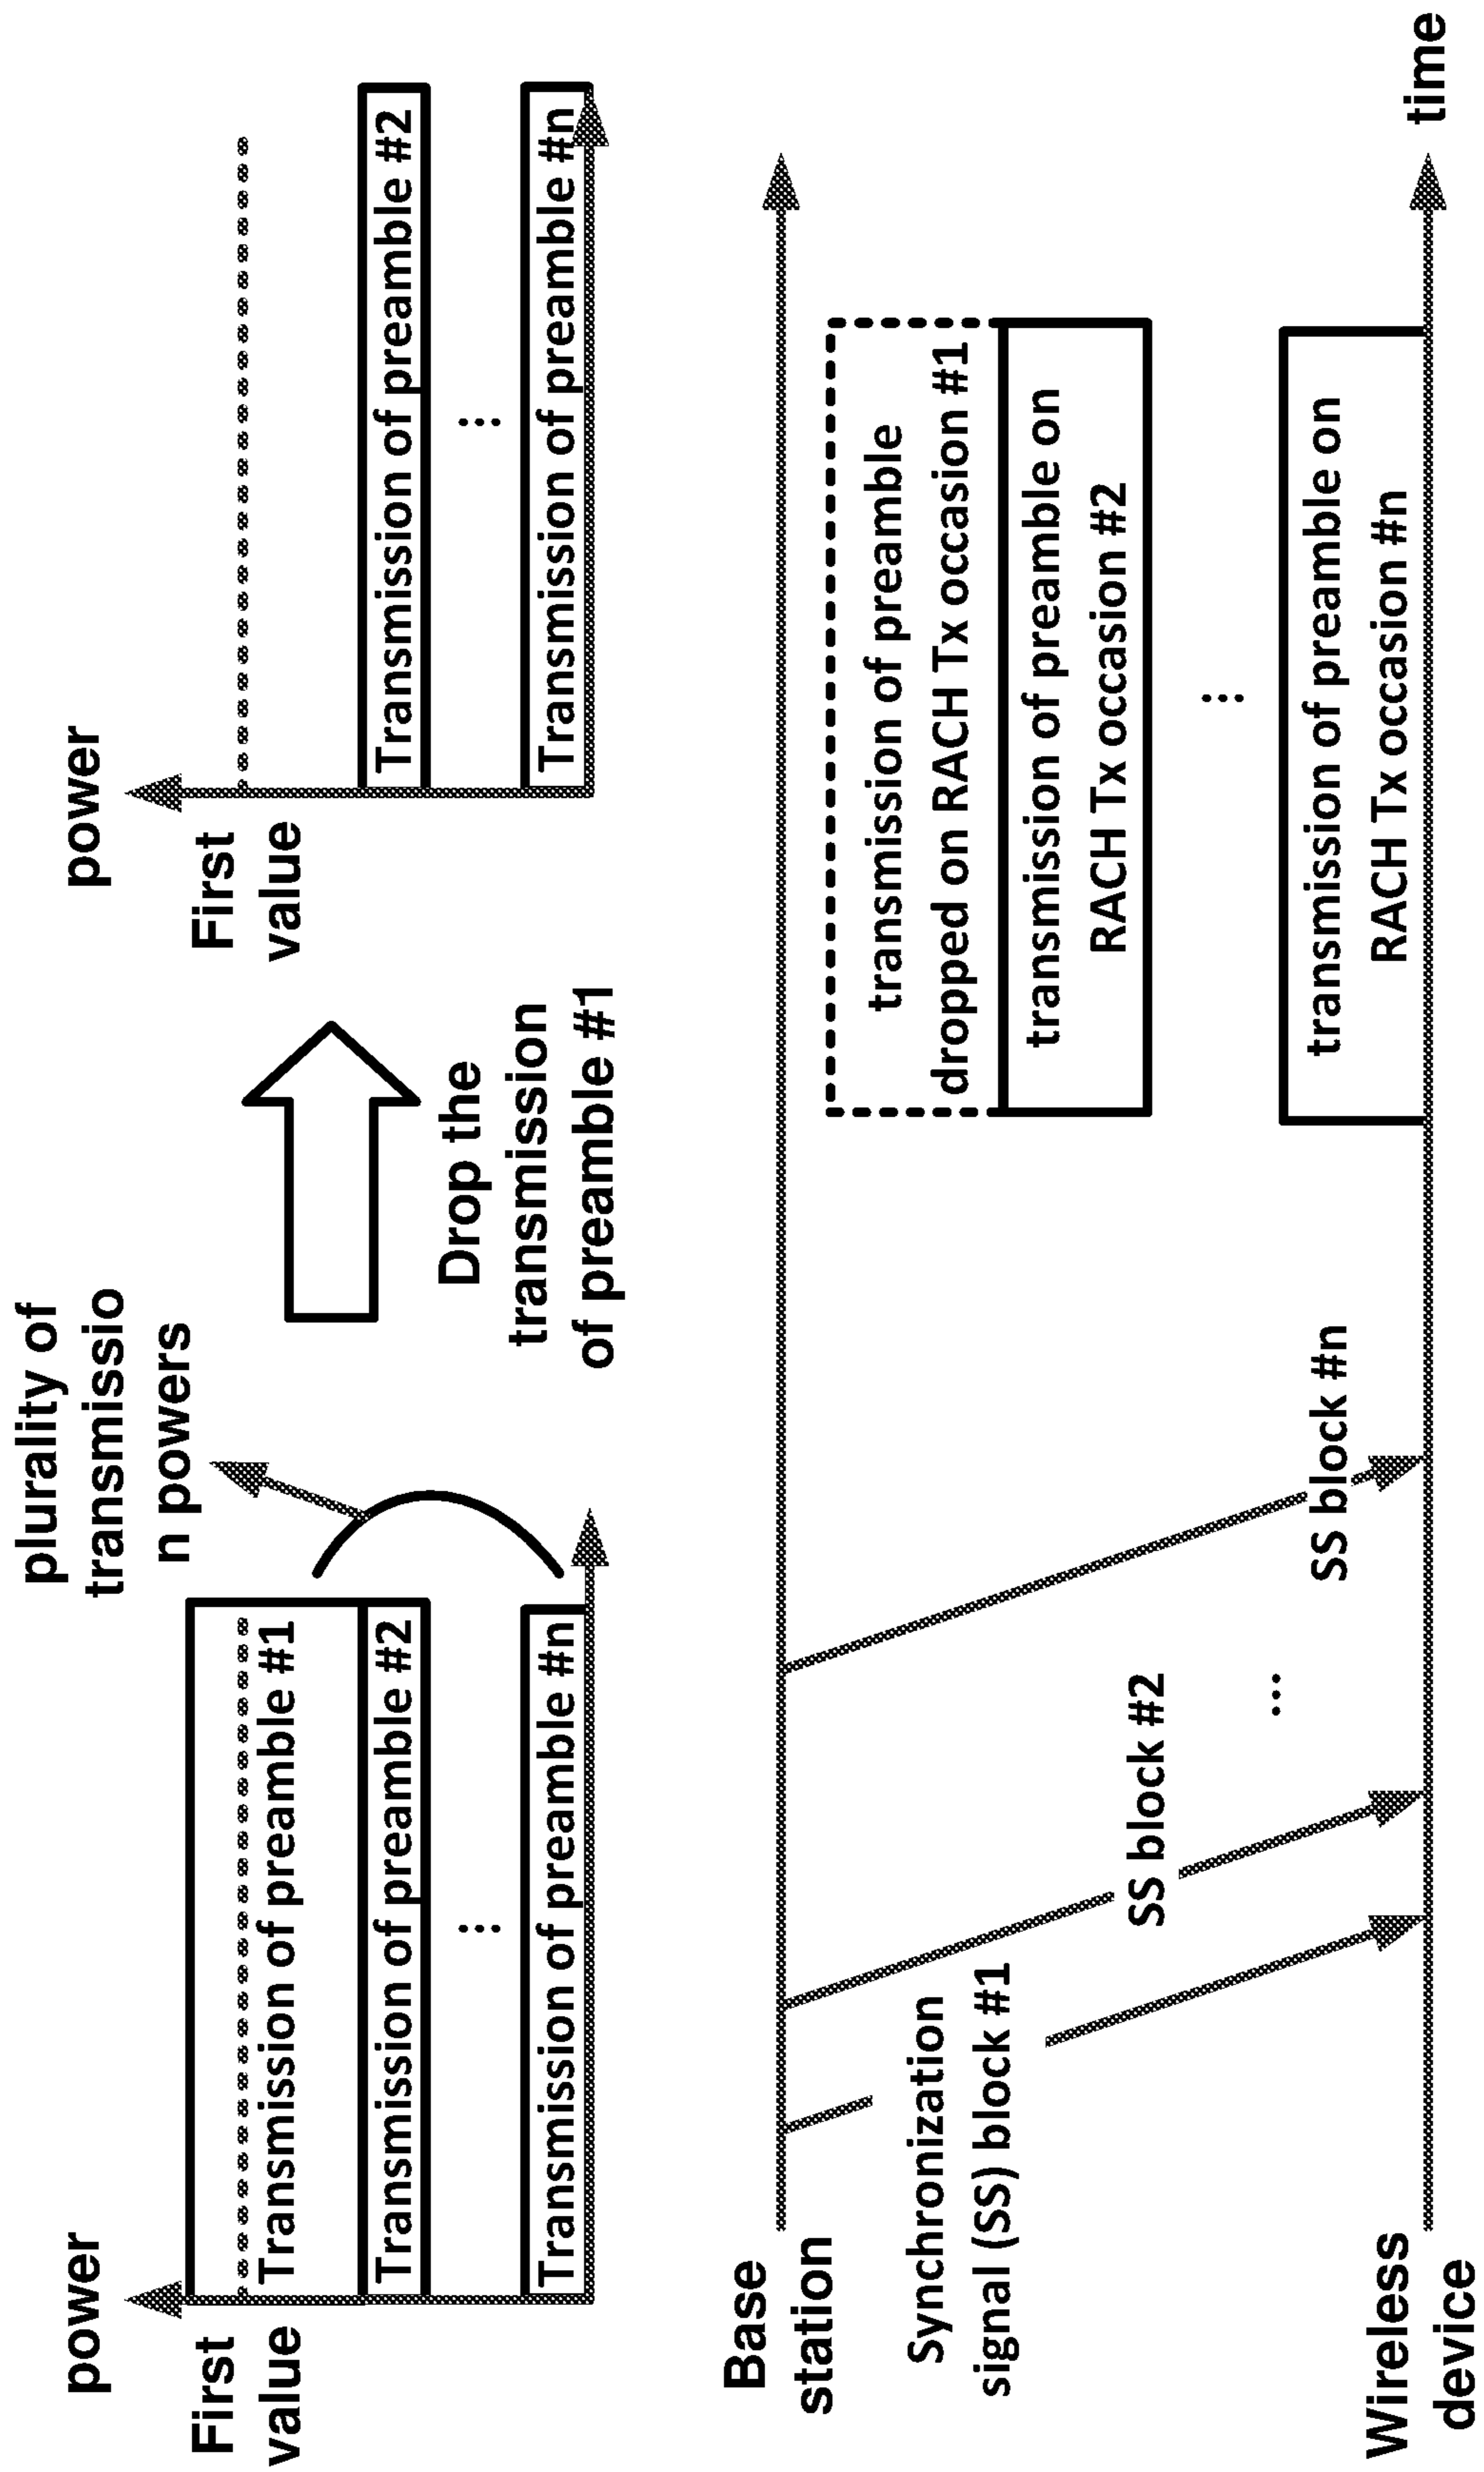 power
First
value
Transmission of preamble #1
Transmission of preamble #2
...
Transmission of preamble #n
plurality of
transmissio
n powers
Drop the
transmission
of preamble #1
power
First
value
Transmission of preamble #2
...
Transmission of preamble #n
Base
station
Synchronization
signal (SS) block #1
SS block #2
...
SS block #n
transmission of preamble
dropped on RACH Tx occasion #1
transmission of preamble on
RACH Tx occasion #2
...
transmission of preamble on
RACH Tx occasion #n
Wireless
device
time